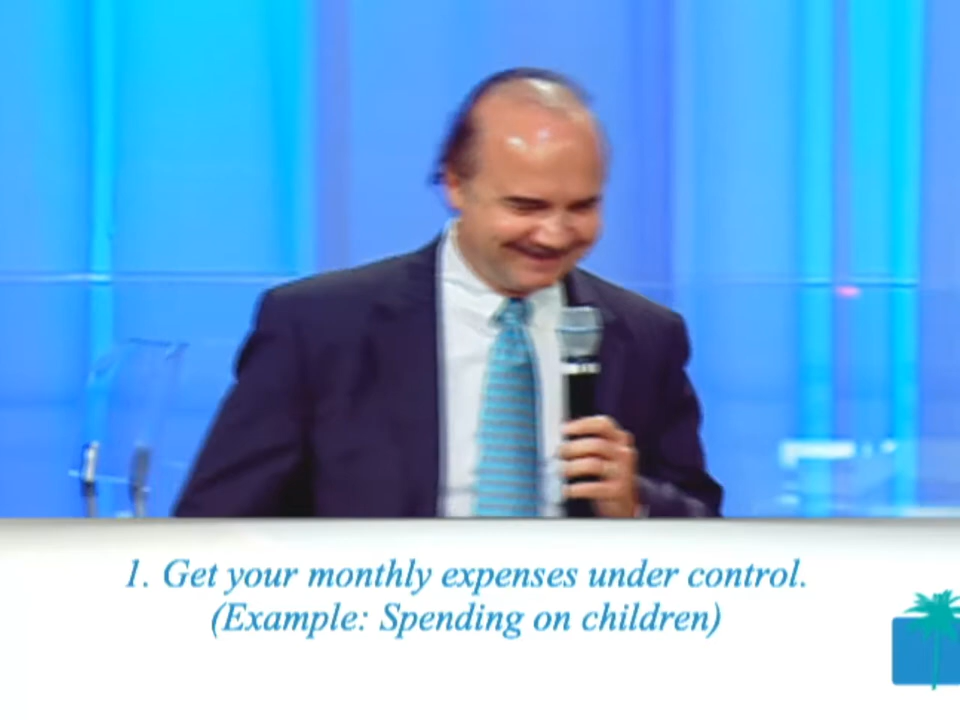 1. Get your monthly expenses under control.
(Example: Spending on children)